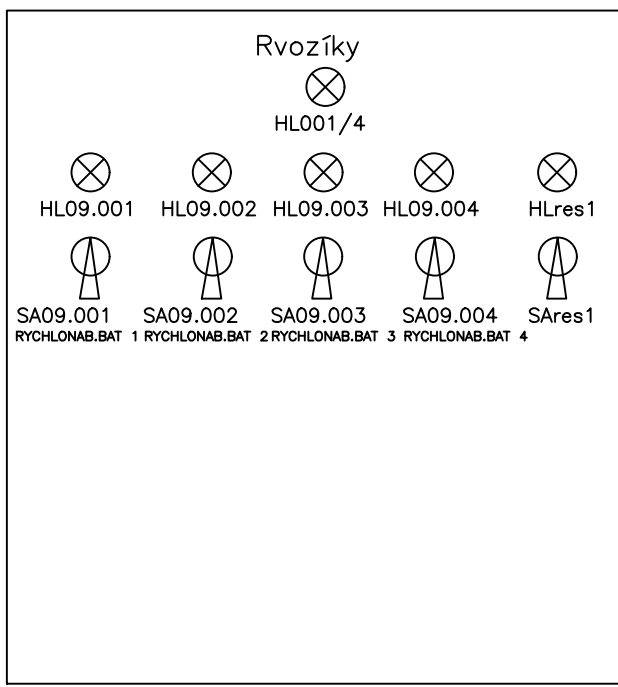 Rvozíky
HL001/4
HL09.001 HL09.002 HL09.003 HL09.004 HLres1
SA09.001 SA09.002 SA09.003 SA09.004 SAres1
RYCHLONAB.BAT 1 RYCHLONAB.BAT 2 RYCHLONAB.BAT 3 RYCHLONAB.BAT 4